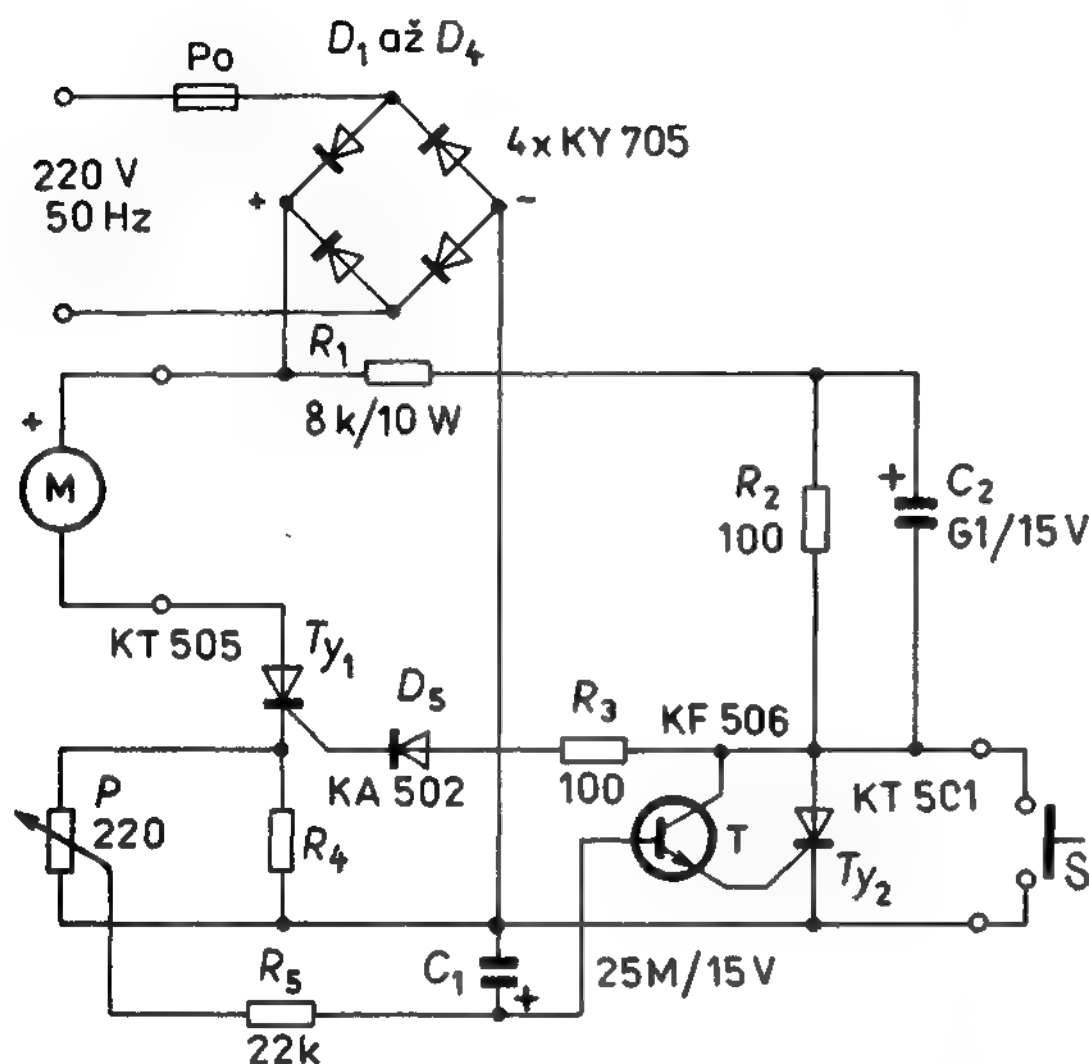 Po
D₁ až D₄
4x KY 705
220 V
50 Hz
+
-
R₁
8 k/10 W
+
M
R₂
100
+
C₂
G1/15 V
KT 505
Ty₁
D₅
R₃
KF 506
KA 502
100
KT 501
P
220
R₄
T
Ty₂
S
R₅
C₁
+
25M/15V
22k